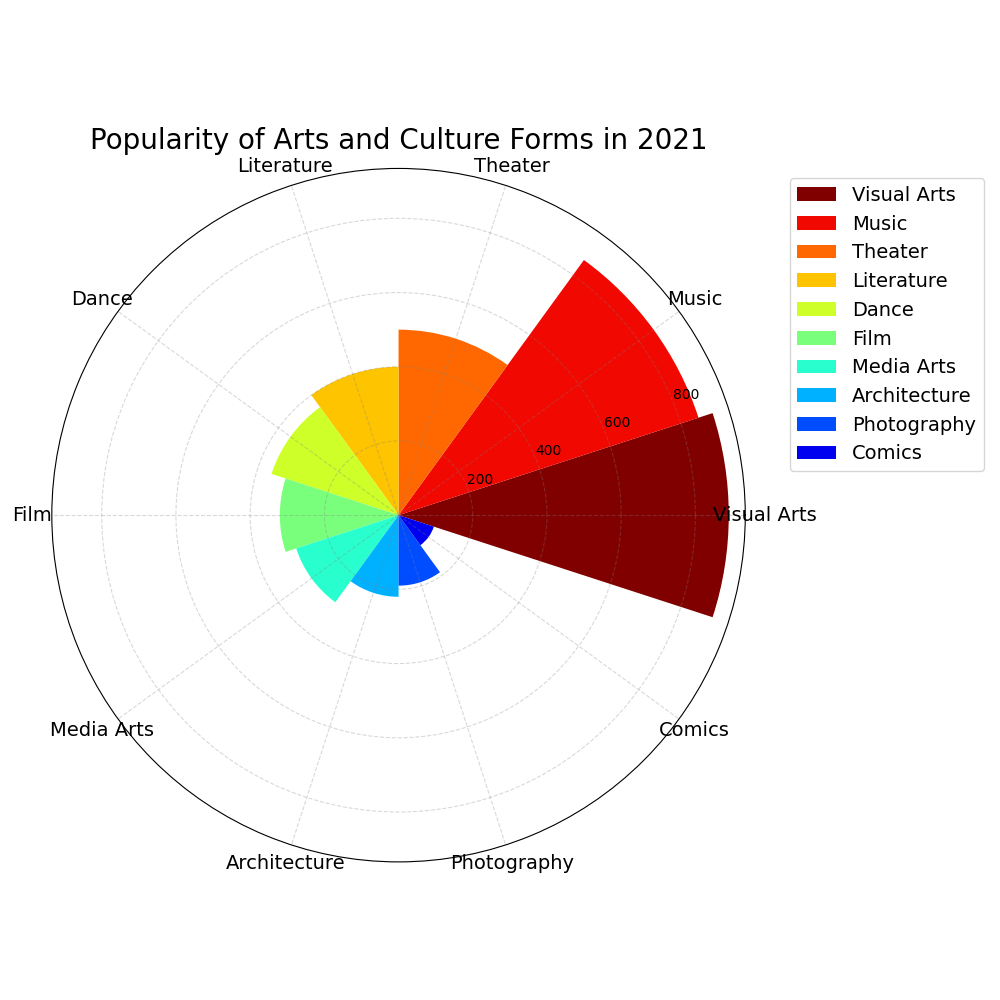 Popularity of Arts and Culture Forms in 2021
Literature
Theater
Dance
Music
Film
Visual Arts
Media Arts
Comics
Architecture
Photography
800
600
400
200
Visual Arts
Music
Theater
Literature
Dance
Film
Media Arts
Architecture
Photography
Comics